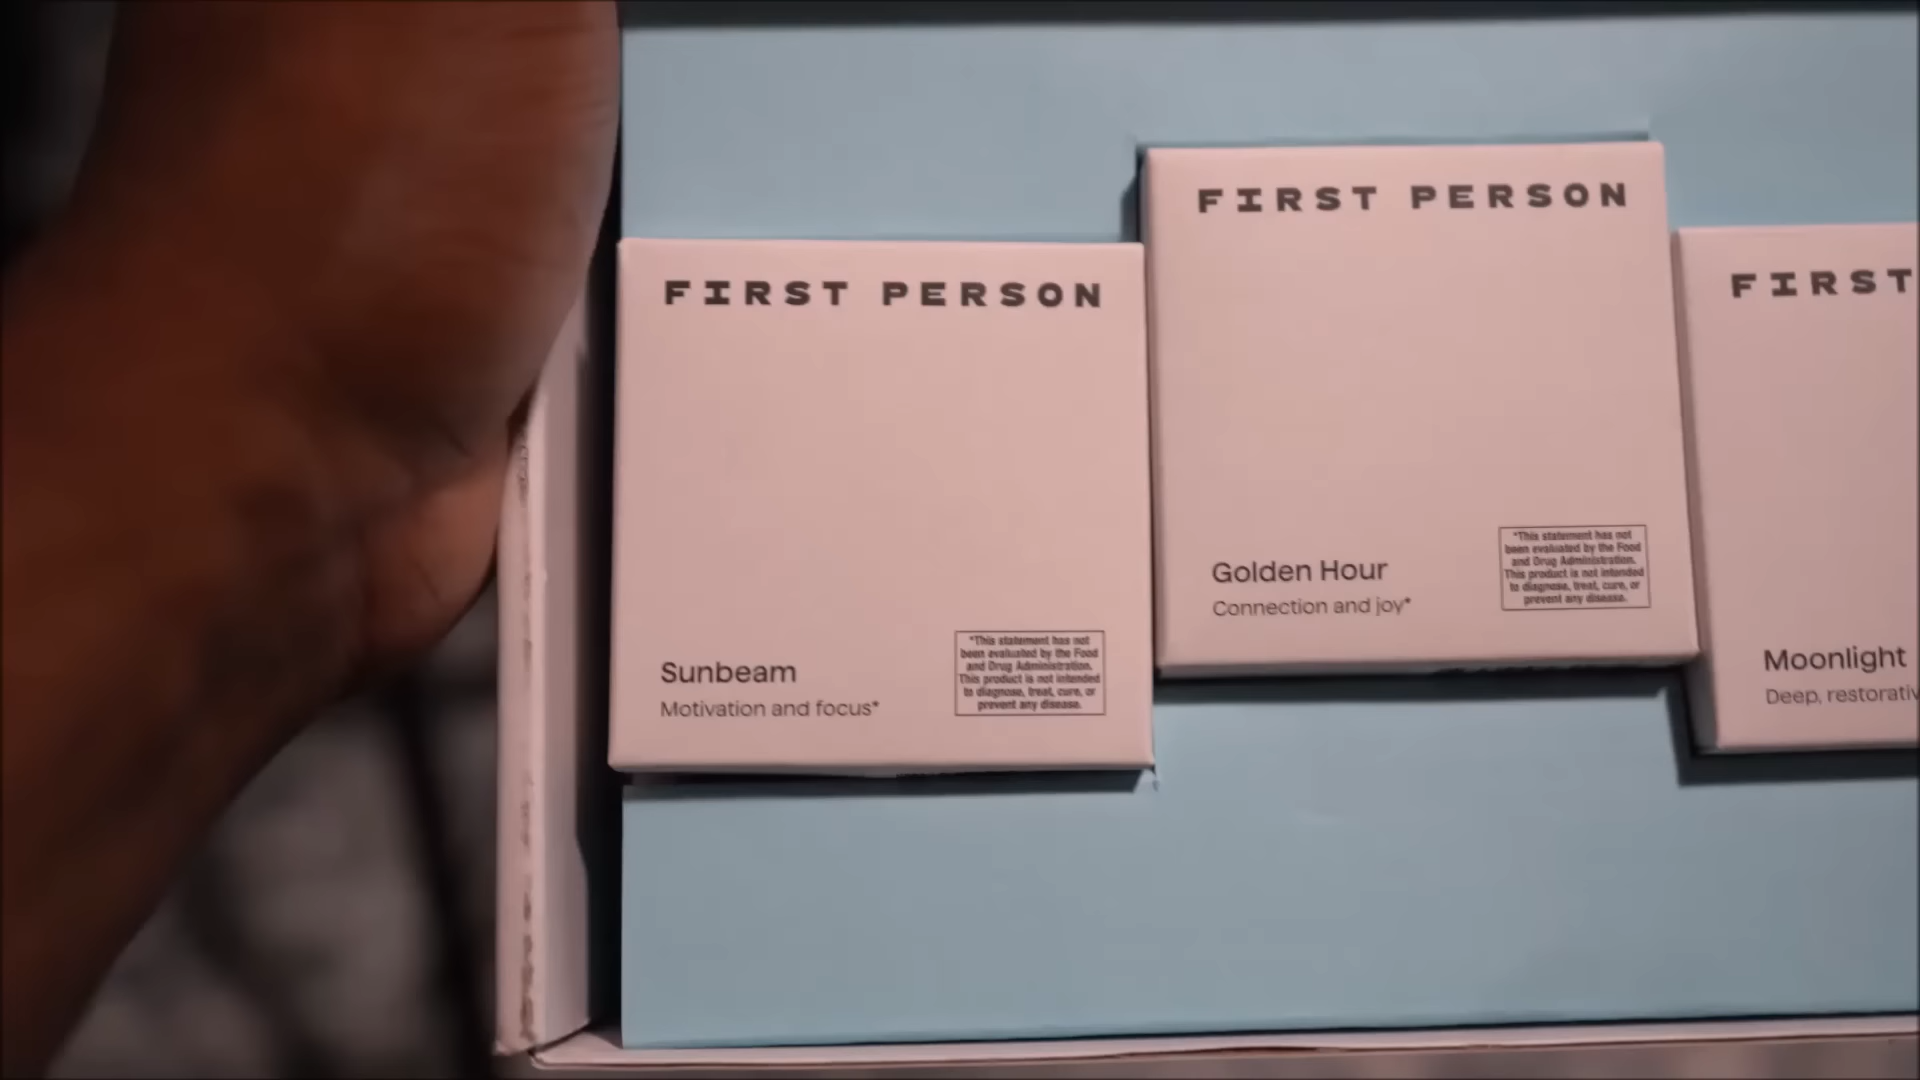 FIRST PERSON
Sunbeam
Motivation and focus*
*This statement has not
been evaluated by the Food
and Drug Administration.
This product is not intended
to diagnose, treat, cure, or
prevent any disease.
FIRST PERSON
Golden Hour
Connection and joy*
*This statement has not
been evaluated by the Food
and Drug Administration.
This product is not intended
to diagnose, treat, cure, or
prevent any disease.
FIRST
Moonlight
Deep, restorativ